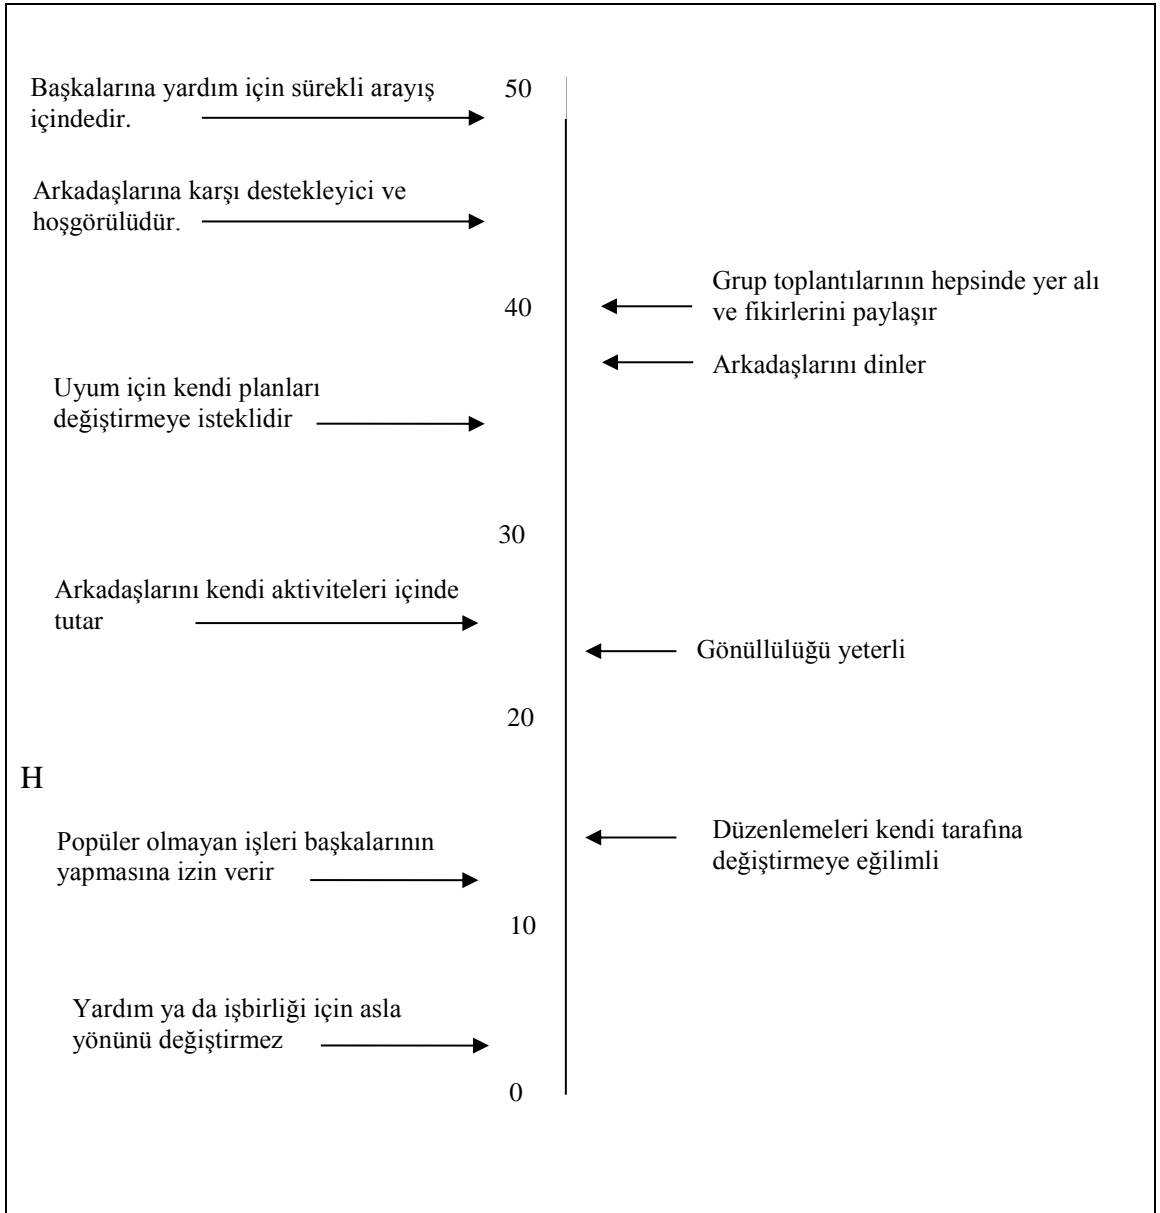 Başkalarına yardım için sürekli arayış
içindedir.
50
Arkadaşlarına karşı destekleyici ve
hoşgörülüdür.
Grup toplantılarının hepsinde yer alı
ve fikirlerini paylaşır
40
Arkadaşlarını dinler
Uyum için kendi planları
değiştirmeye isteklidir
30
Arkadaşlarını kendi aktiviteleri içinde
tutar
Gönüllülüğü yeterli
20
H
Popüler olmayan işleri başkalarının
yapmasına izin verir
Düzenlemeleri kendi tarafına
değiştirmeye eğilimli
10
Yardım ya da işbirliği için asla
yönünü değiştirmez
0